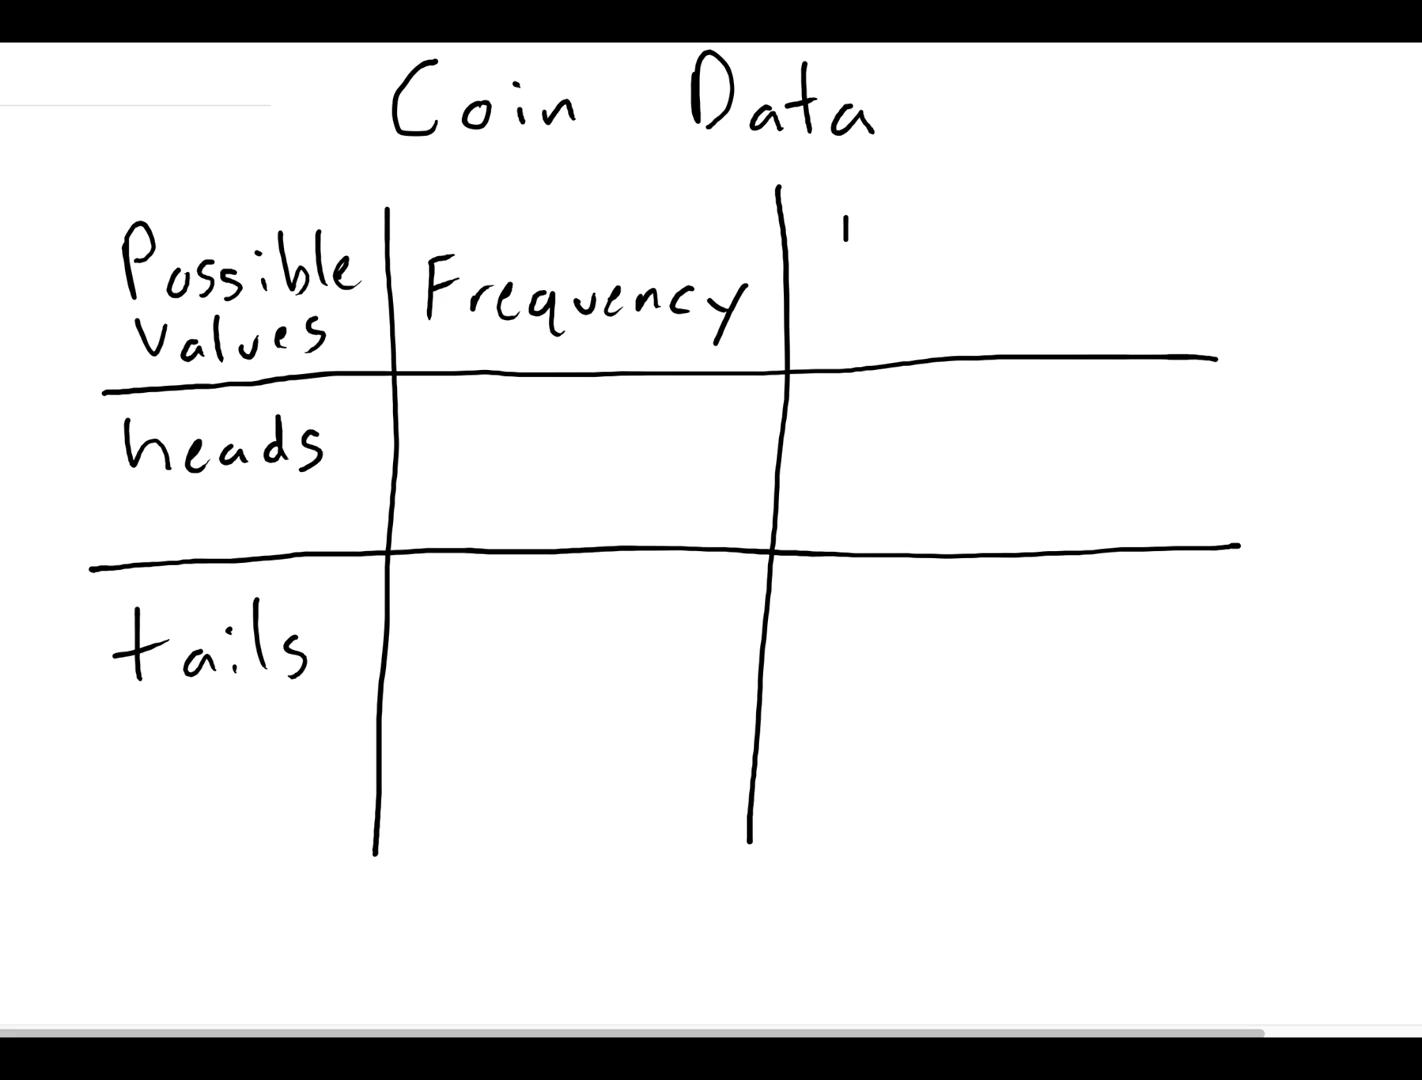 Coin Data
Possible
Values
Frequency
heads
tails